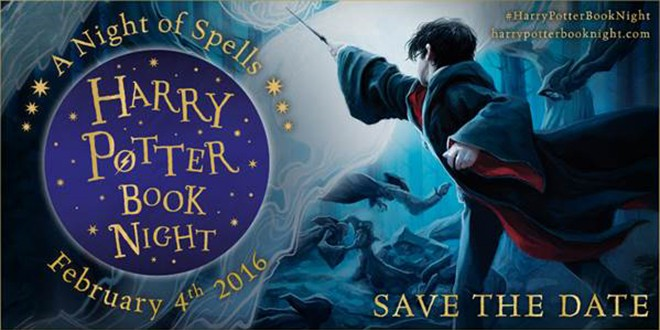 A Night of Spells
HARRY
POTTER
BOOK
NIGHT
February 4th 2016
#HarryPotterBookNight
harrypotterbooknight.com
SAVE THE DATE